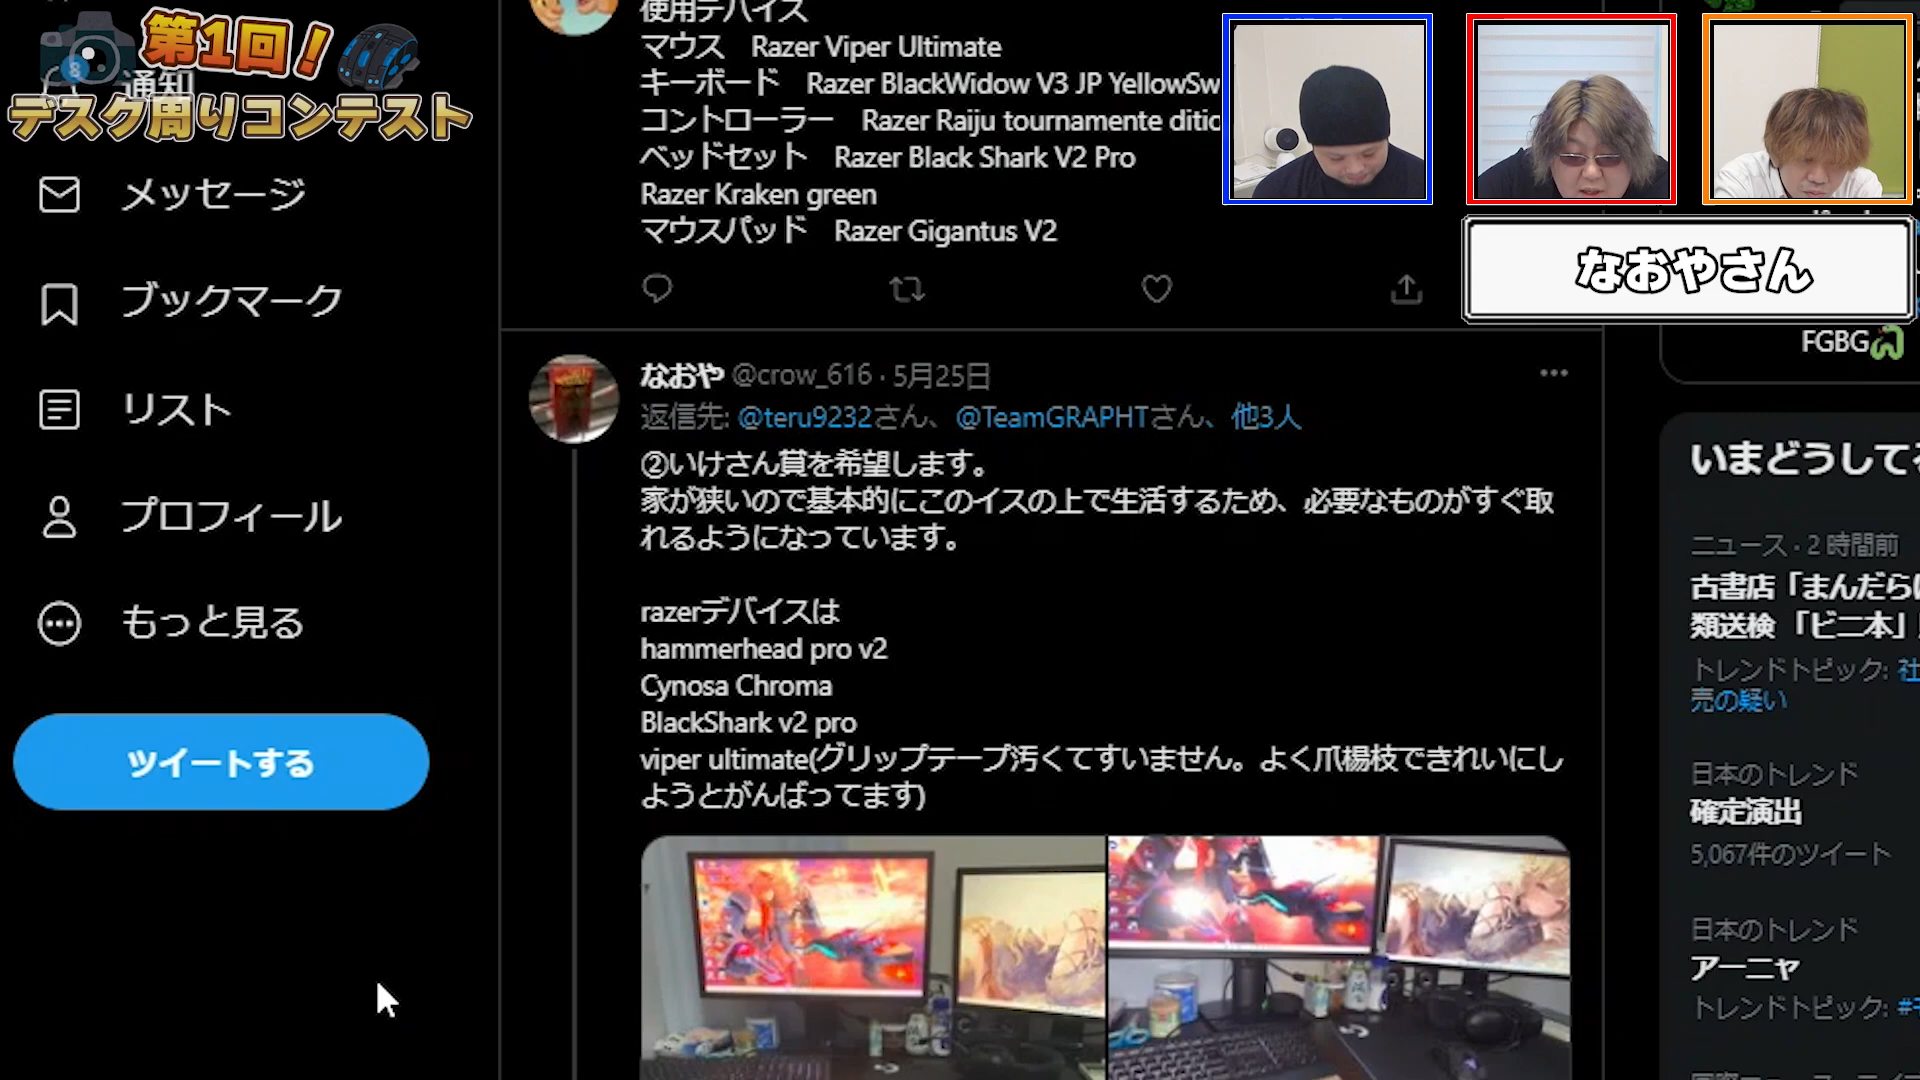 第1回！
デスク周りコンテスト
8
通知
メッセージ
ブックマーク
リスト
プロフィール
もっと見る
ツイートする
使用デバイス
マウス Razer Viper Ultimate
キーボード Razer BlackWidow V3 JP YellowSw
コントローラー Razer Raiju tournamente ditio
ベッドセット Razer Black Shark V2 Pro
Razer Kraken green
マウスパッド Razer Gigantus V2
なおやさん
なおや @crow_616 · 5月25日
返信先: @teru9232さん、@TeamGRAPHTさん、他3人
②いけさん賞を希望します。
家が狭いので基本的にこのイスの上で生活するため、必要なものがすぐ取
れるようになっています。
razerデバイスは
hammerhead pro v2
Cynosa Chroma
BlackShark v2 pro
viper ultimate(グリップテープ汚くてすいません。よく爪楊枝できれいにし
ようとがんばってます)
FGBG
いまどうして
ニュース · 2 時間前
古書店「まんだら
類送検 「ビニ本」
トレンドトピック: 社
売の疑い
日本のトレンド
確定演出
5,067件のツイート
日本のトレンド
アーニャ
トレンドトピック: